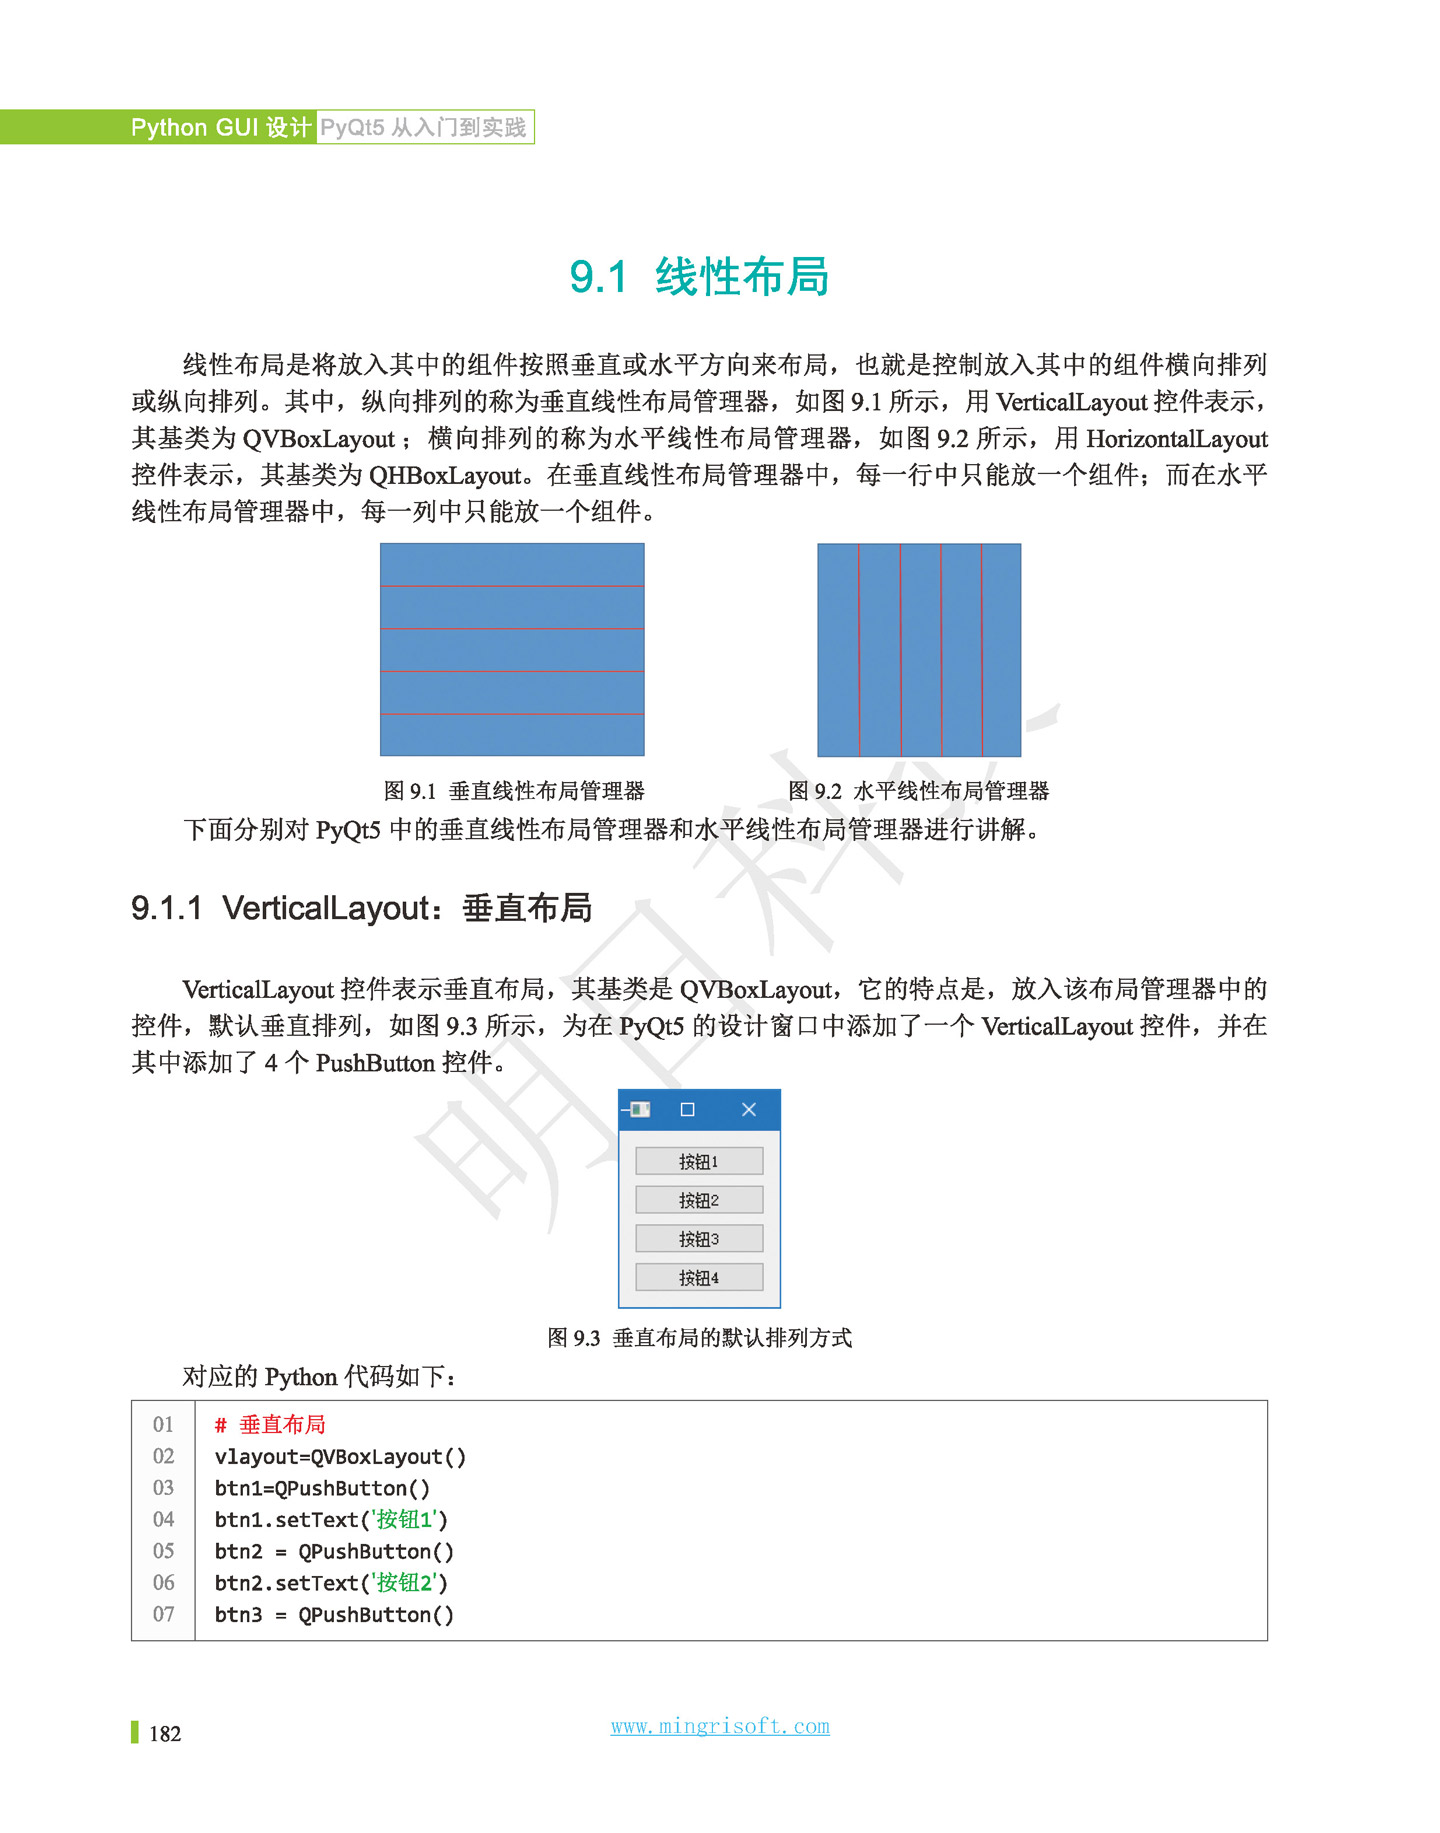 Python GUI 设计 PyQt5 从入门到实践
9.1 线性布局
线性布局是将放入其中的组件按照垂直或水平方向来布局，也就是控制放入其中的组件横向排列
或纵向排列。其中，纵向排列的称为垂直线性布局管理器，如图 9.1 所示，用 VerticalLayout 控件表示，
其基类为 QVBoxLayout；横向排列的称为水平线性布局管理器，如图 9.2 所示，用 HorizontalLayout
控件表示，其基类为 QHBoxLayout。在垂直线性布局管理器中，每一行中只能放一个组件；而在水平
线性布局管理器中，每一列中只能放一个组件。
图 9.1 垂直线性布局管理器
图 9.2 水平线性布局管理器
下面分别对 PyQt5 中的垂直线性布局管理器和水平线性布局管理器进行讲解。
9.1.1 VerticalLayout：垂直布局
VerticalLayout 控件表示垂直布局，其基类是 QVBoxLayout，它的特点是，放入该布局管理器中的
控件，默认垂直排列，如图 9.3 所示，为在 PyQt5 的设计窗口中添加了一个 VerticalLayout 控件，并在
其中添加了 4 个 PushButton 控件。
按钮1
按钮2
按钮3
按钮4
图 9.3 垂直布局的默认排列方式
对应的 Python 代码如下：
01 # 垂直布局
02 vlayout=QVBoxLayout()
03 btn1=QPushButton()
04 btn1.setText('按钮1')
05 btn2 = QPushButton()
06 btn2.setText('按钮2')
07 btn3 = QPushButton()
182
www.mingrisoft.com
明日科